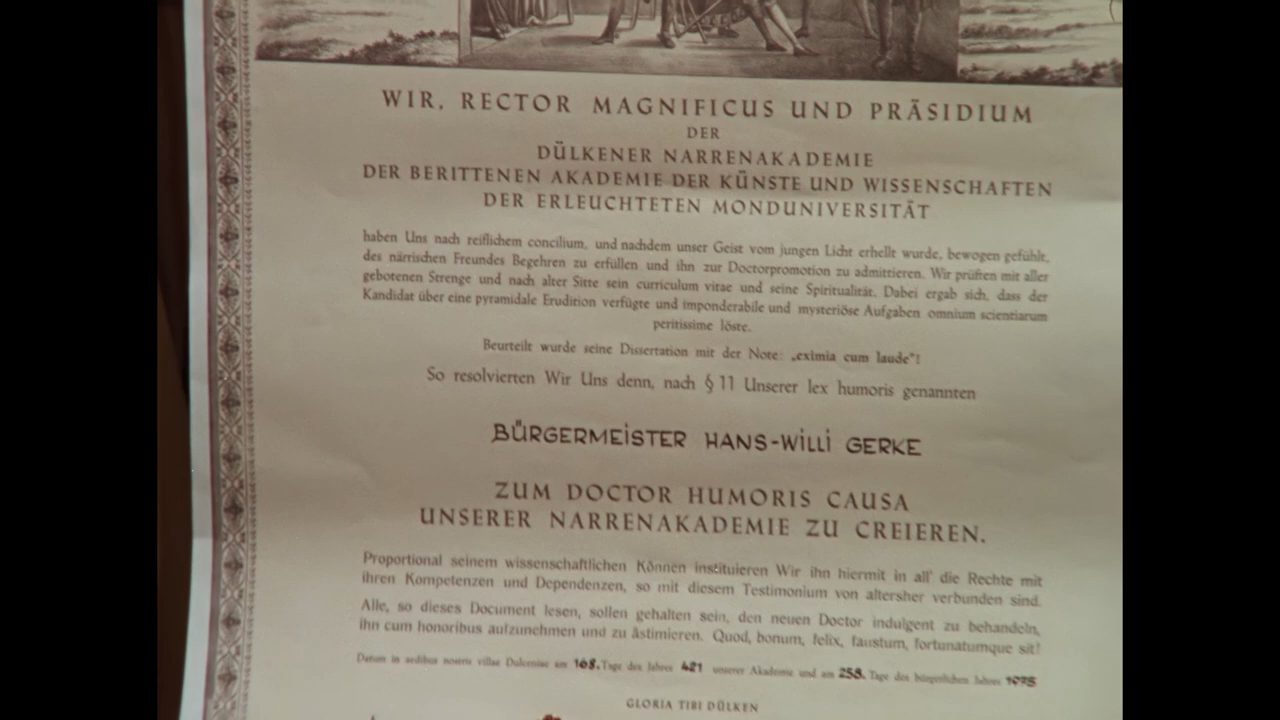 WIR, RECTOR MAGNIFICUS UND PRÄSIDIUM
DER
DÜLKENER NARRENAKADEMIE
DER BERITTENEN AKADEMIE DER KÜNSTE UND WISSENSCHAFTEN
DER ERLEUCHTETEN MONDUNIVERSITÄT
haben Uns nach reiflichem concilium, und nachdem unser Geist vom jungen Licht erhellt wurde, bewogen gefühlt,
des närrischen Freundes Begehren zu erfüllen und ihn zur Doctorpromotion zu admittieren. Wir prüften mit aller
gebotenen Strenge und nach alter Sitte sein curriculum vitae und seine Spiritualität. Dabei ergab sich, dass der
Kandidat über eine pyramidale Erudition verfügte und imponderabile und mysteriöse Aufgaben omnium scientiarum
peritissime löste.
Beurteilt wurde seine Dissertation mit der Note: „eximia cum laude"!
So resolvierten Wir Uns denn, nach § 11 Unserer lex humoris genannten
BÜRGERMEISTER HANS-WILLI GERKE
ZUM DOCTOR HUMORIS CAUSA
UNSERER NARRENAKADEMIE ZU CREIEREN.
Proportional seinem wissenschaftlichen Können instituieren Wir ihn hiermit in all' die Rechte mit
ihren Kompetenzen und Dependenzen, so mit diesem Testimonium von altersher verbunden sind.
Alle, so dieses Document lesen, sollen gehalten sein, den neuen Doctor indulgent zu behandeln,
ihn cum honoribus aufzunehmen und zu ästimieren. Quod, bonum, felix, faustum, fortunatumque sit!
Datum in aedibus nostris villae Dulceniae am 168. Tage des Jahres 421 unserer Akademie und am 258. Tage des bürgerlichen Jahres 1975
GLORIA TIBI DÜLKEN